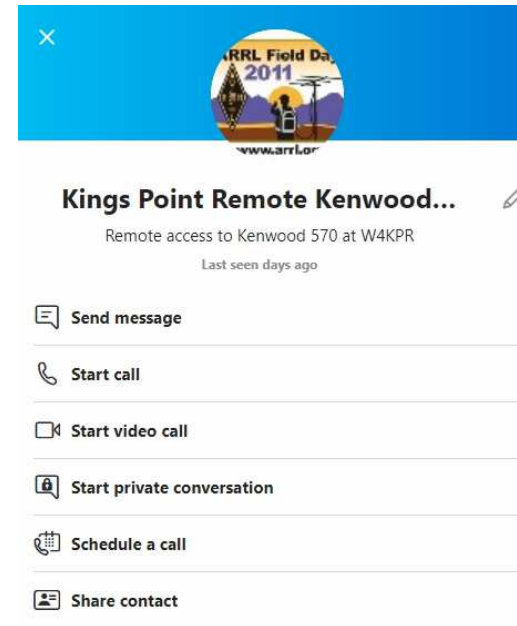 ARRL Field Day
2011
www.arrl.or
Kings Point Remote Kenwood...
Remote access to Kenwood 570 at W4KPR
Last seen days ago
Send message
Start call
Start video call
Start private conversation
Schedule a call
Share contact